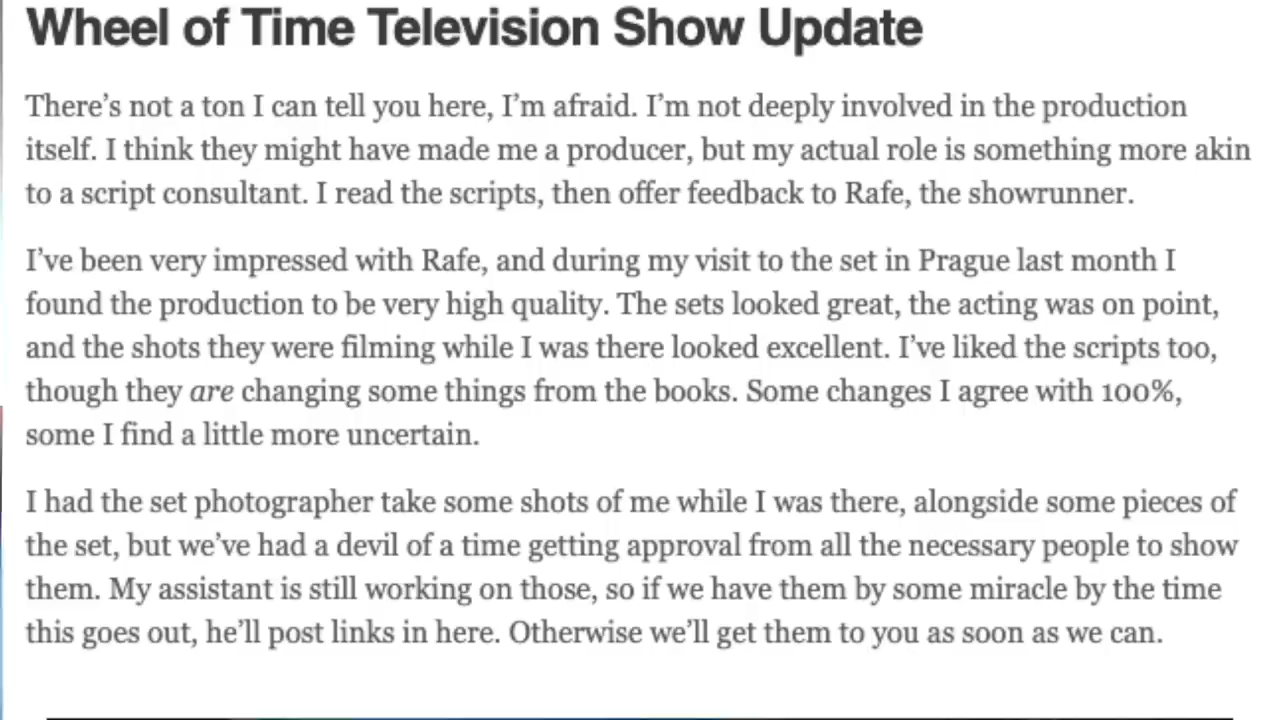 Wheel of Time Television Show Update
There’s not a ton I can tell you here, I’m afraid. I’m not deeply involved in the production
itself. I think they might have made me a producer, but my actual role is something more akin
to a script consultant. I read the scripts, then offer feedback to Rafe, the showrunner.
I’ve been very impressed with Rafe, and during my visit to the set in Prague last month I
found the production to be very high quality. The sets looked great, the acting was on point,
and the shots they were filming while I was there looked excellent. I’ve liked the scripts too,
though they are changing some things from the books. Some changes I agree with 100%,
some I find a little more uncertain.
I had the set photographer take some shots of me while I was there, alongside some pieces of
the set, but we’ve had a devil of a time getting approval from all the necessary people to show
them. My assistant is still working on those, so if we have them by some miracle by the time
this goes out, he’ll post links in here. Otherwise we’ll get them to you as soon as we can.